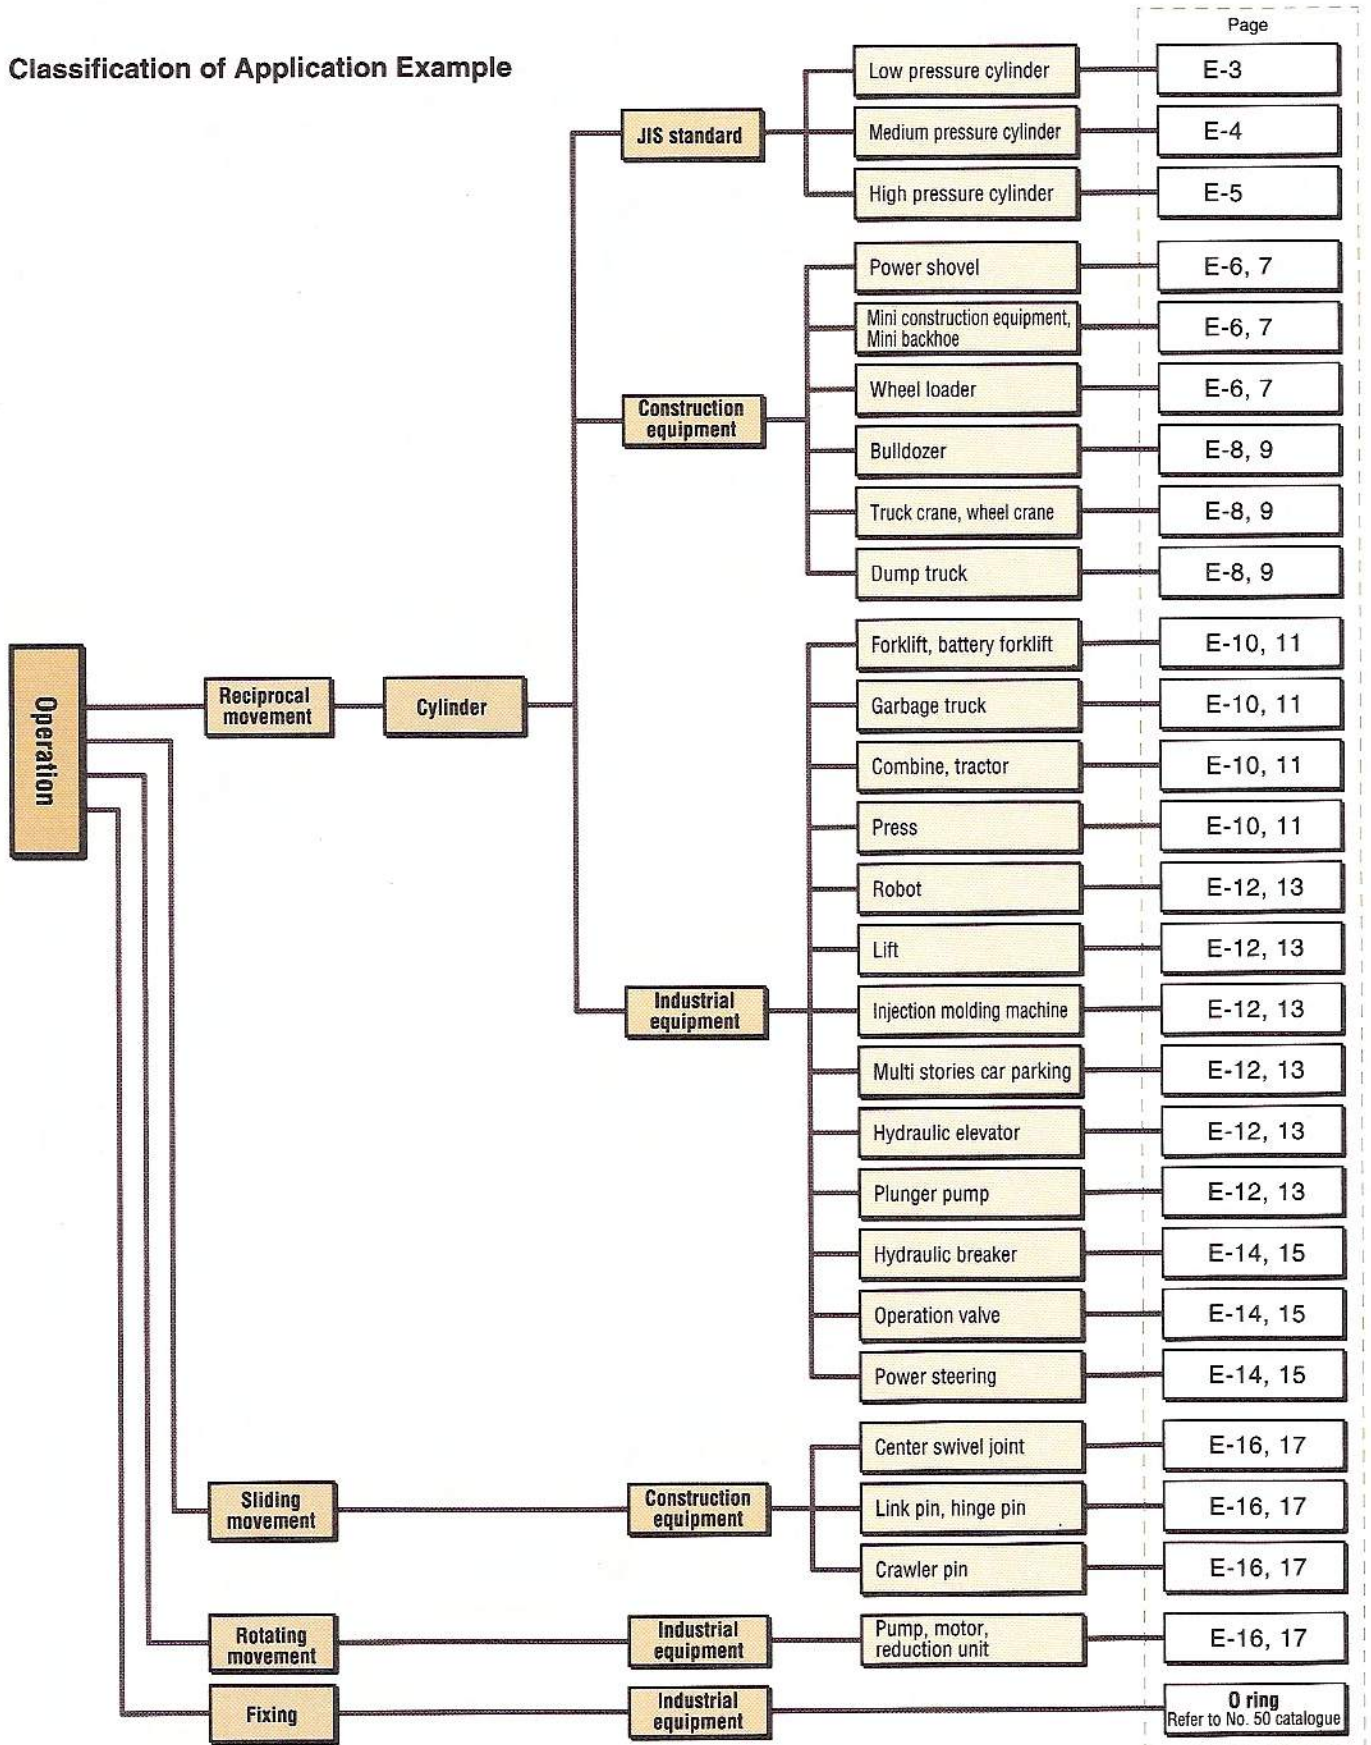 Page
Classification of Application Example
Low pressure cylinder
E-3
JIS standard
Medium pressure cylinder
E-4
High pressure cylinder
E-5
Power shovel
E-6, 7
Mini construction equipment,
Mini backhoe
E-6, 7
Wheel loader
E-6, 7
Construction
equipment
Bulldozer
E-8, 9
Truck crane, wheel crane
E-8, 9
Dump truck
E-8, 9
Forklift, battery forklift
E-10, 11
Operation
Reciprocal
movement
Cylinder
Garbage truck
E-10, 11
Combine, tractor
E-10, 11
Press
E-10, 11
Robot
E-12, 13
Lift
E-12, 13
Industrial
equipment
Injection molding machine
E-12, 13
Multi stories car parking
E-12, 13
Hydraulic elevator
E-12, 13
Plunger pump
E-12, 13
Hydraulic breaker
E-14, 15
Operation valve
E-14, 15
Power steering
E-14, 15
Center swivel joint
E-16, 17
Sliding
movement
Construction
equipment
Link pin, hinge pin
E-16, 17
Crawler pin
E-16, 17
Rotating
movement
Industrial
equipment
Pump, motor,
reduction unit
E-16, 17
Fixing
Industrial
equipment
O ring
Refer to No. 50 catalogue